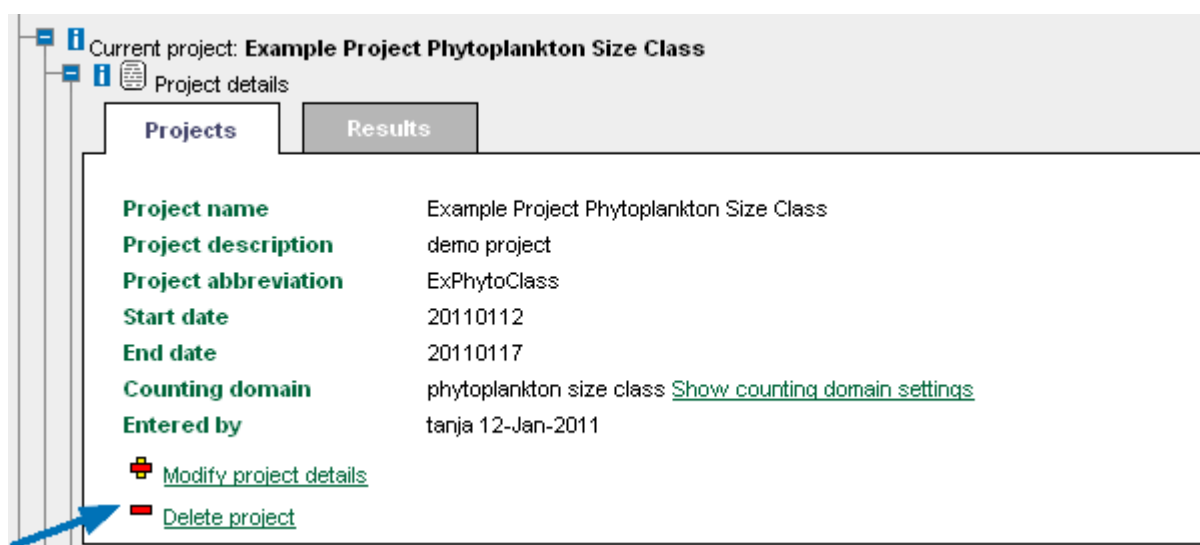 Current project: Example Project Phytoplankton Size Class
Project details
Projects Results
Project name Example Project Phytoplankton Size Class
Project description demo project
Project abbreviation ExPhytoClass
Start date 20110112
End date 20110117
Counting domain phytoplankton size class Show counting domain settings
Entered by tanja 12-Jan-2011
Modify project details
Delete project